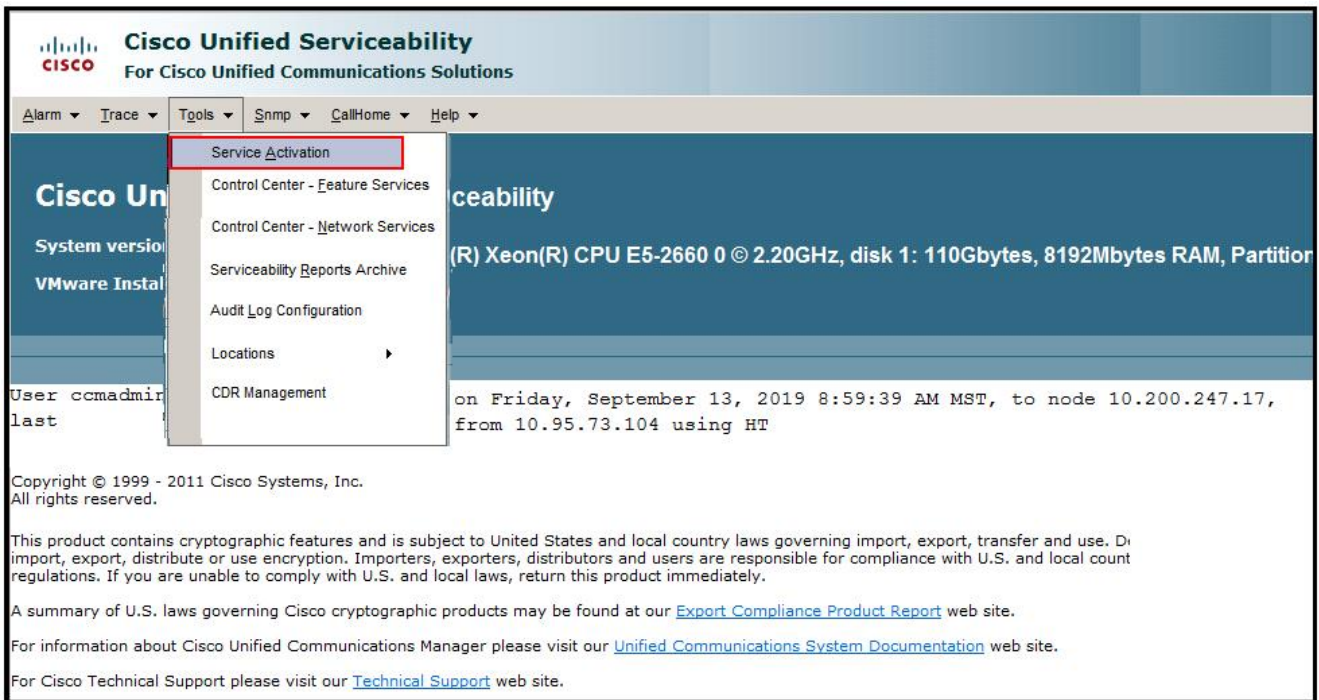 CISCO
Cisco Unified Serviceability
For Cisco Unified Communications Solutions
Alarm Trace Tools Snmp CallHome Help
Service Activation
Control Center - Feature Services
Control Center - Network Services
Serviceability Reports Archive
Audit Log Configuration
Locations
CDR Management
Cisco Un ceability
System versio (R) Xeon(R) CPU E5-2660 0 © 2.20GHz, disk 1: 110Gbytes, 8192Mbytes RAM, Partition
VMware Instal
User ccmadmin on Friday, September 13, 2019 8:59:39 AM MST, to node 10.200.247.17,
last from 10.95.73.104 using HT
Copyright © 1999 - 2011 Cisco Systems, Inc.
All rights reserved.
This product contains cryptographic features and is subject to United States and local country laws governing import, export, transfer and use. D
import, export, distribute or use encryption. Importers, exporters, distributors and users are responsible for compliance with U.S. and local count
regulations. If you are unable to comply with U.S. and local laws, return this product immediately.
A summary of U.S. laws governing Cisco cryptographic products may be found at our Export Compliance Product Report web site.
For information about Cisco Unified Communications Manager please visit our Unified Communications System Documentation web site.
For Cisco Technical Support please visit our Technical Support web site.